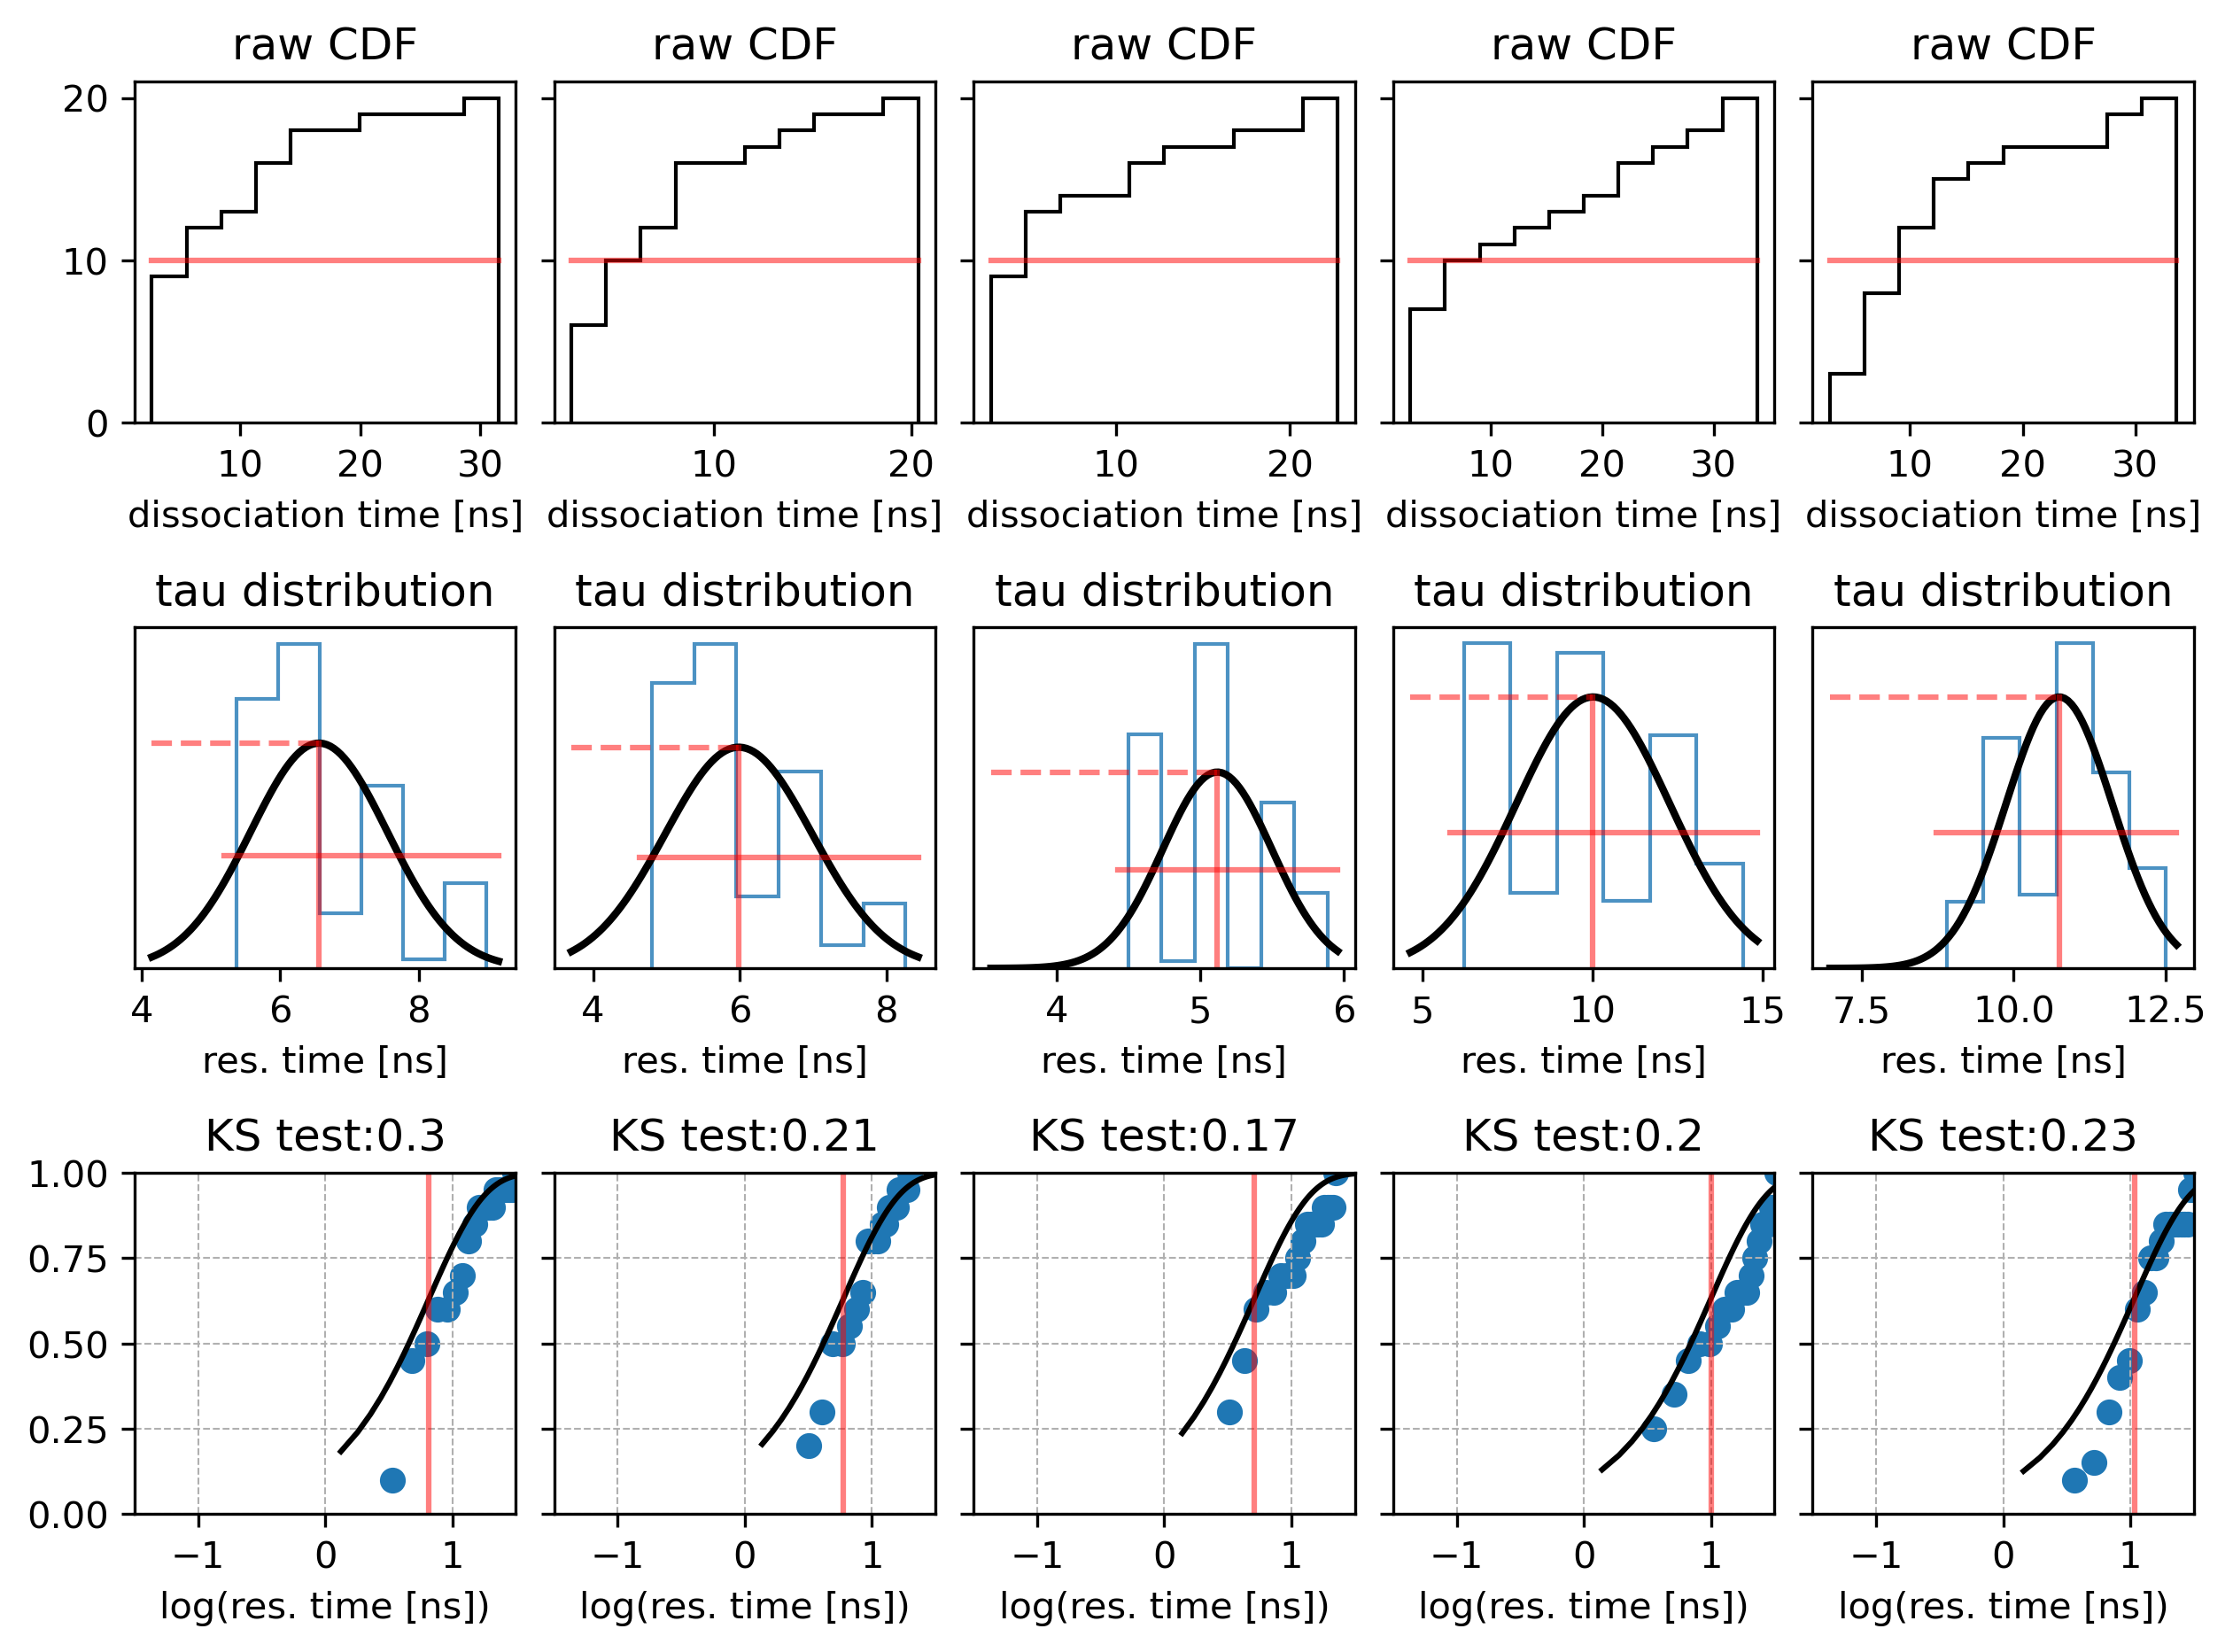 raw CDF raw CDF raw CDF raw CDF raw CDF
20
10
0
10 20 30 10 20 10 20 10 20 30 10 20 30
dissociation time [ns] dissociation time [ns] dissociation time [ns] dissociation time [ns] dissociation time [ns]
tau distribution tau distribution tau distribution tau distribution tau distribution
4 6 8 4 6 8 4 5 6 5 10 15 7.5 10.0 12.5
res. time [ns] res. time [ns] res. time [ns] res. time [ns] res. time [ns]
KS test:0.3 KS test:0.21 KS test:0.17 KS test:0.2 KS test:0.23
1.00
0.75
0.50
0.25
0.00
−1 0 1 −1 0 1 −1 0 1 −1 0 1 −1 0 1
log(res. time [ns]) log(res. time [ns]) log(res. time [ns]) log(res. time [ns]) log(res. time [ns])